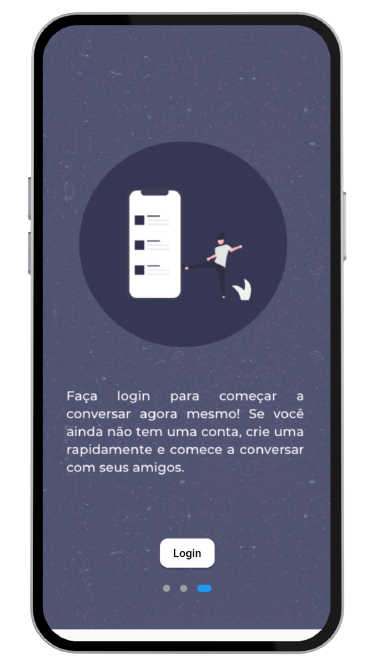 Faça login para começar a
conversar agora mesmo! Se você
ainda não tem uma conta, crie uma
rapidamente e comece a conversar
com seus amigos.
Login